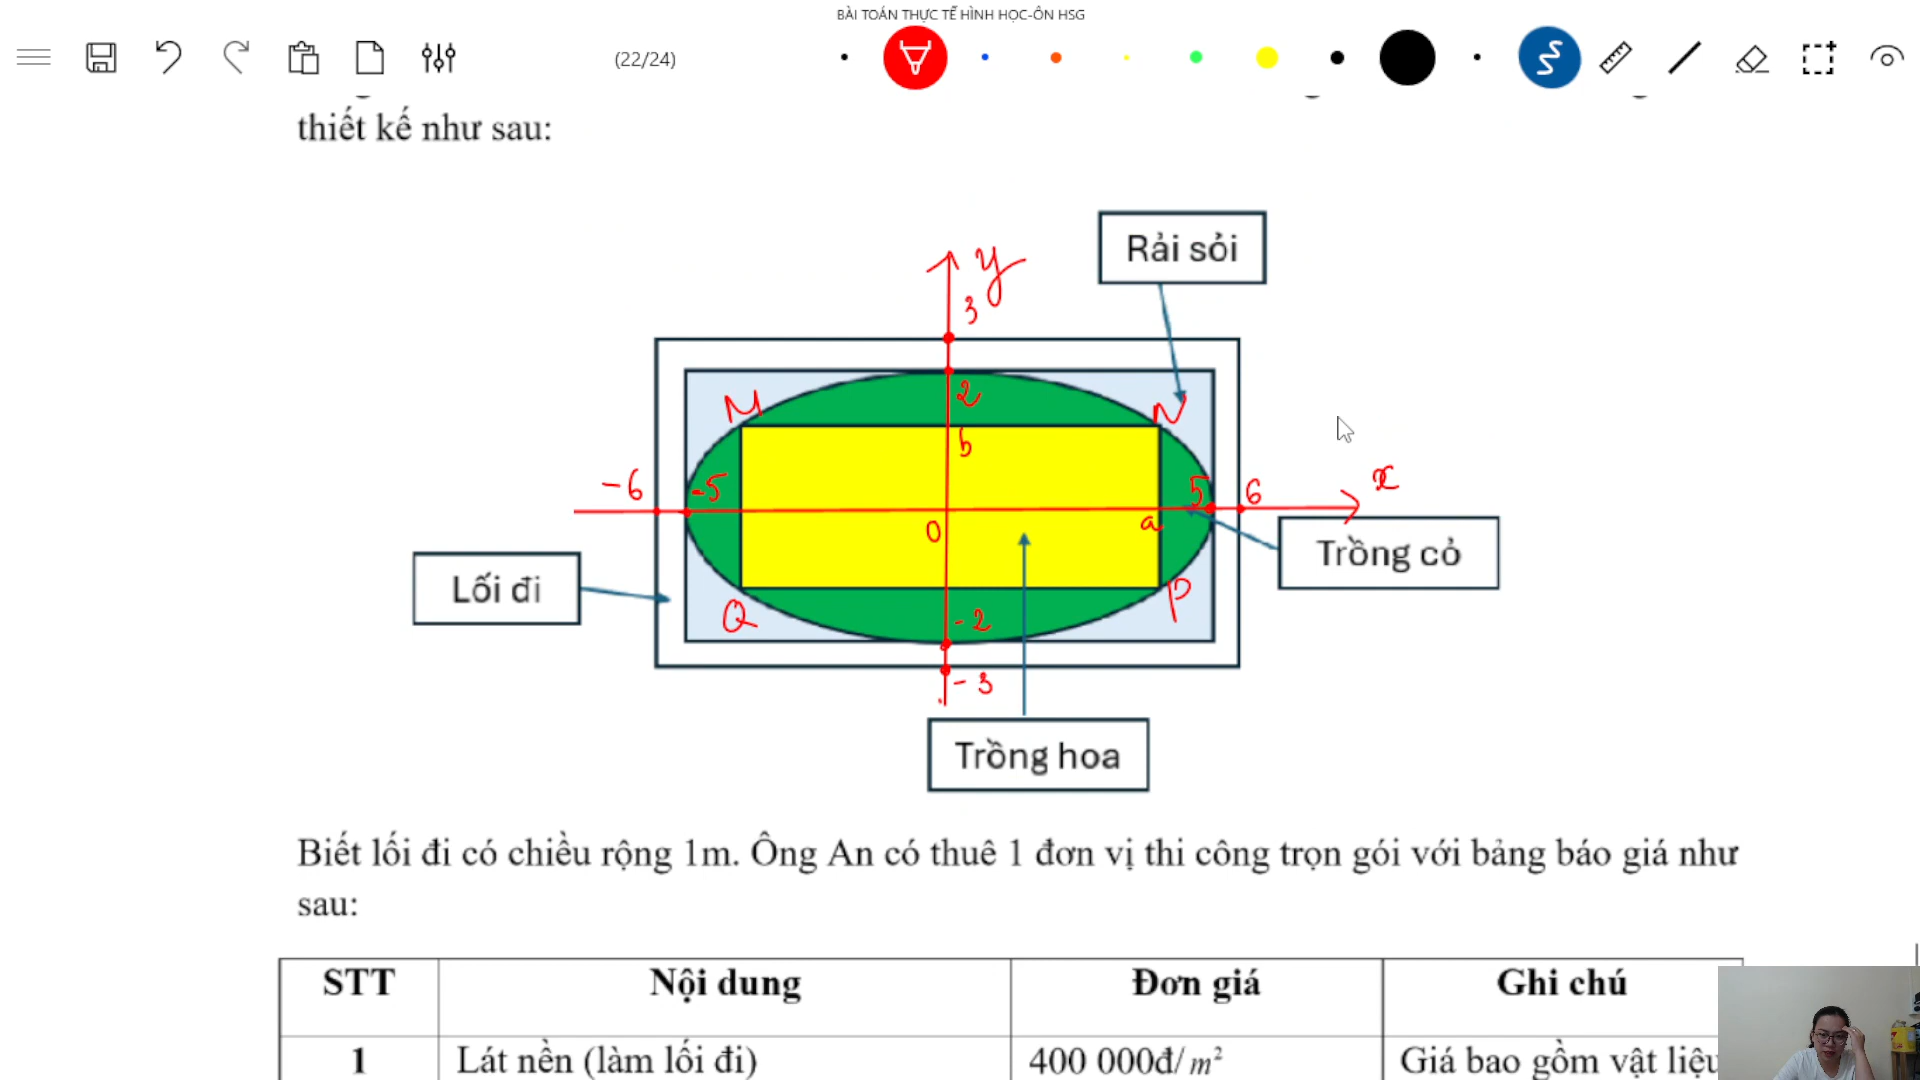 BÀI TOÁN THỰC TẾ HÌNH HỌC-ÔN HSG
(22/24)
thiết kế như sau:
Rải sỏi
y
3
M
2
N
b
-6
-5
5
6
x
0
a
Trồng cỏ
Lối đi
Q
-2
P
-3
Trồng hoa
Biết lối đi có chiều rộng 1m. Ông An có thuê 1 đơn vị thi công trọn gói với bảng báo giá như
sau:
STT Nội dung Đơn giá Ghi chú
1 Lát nền (làm lối đi) 400 000đ/m² Giá bao gồm vật liệu